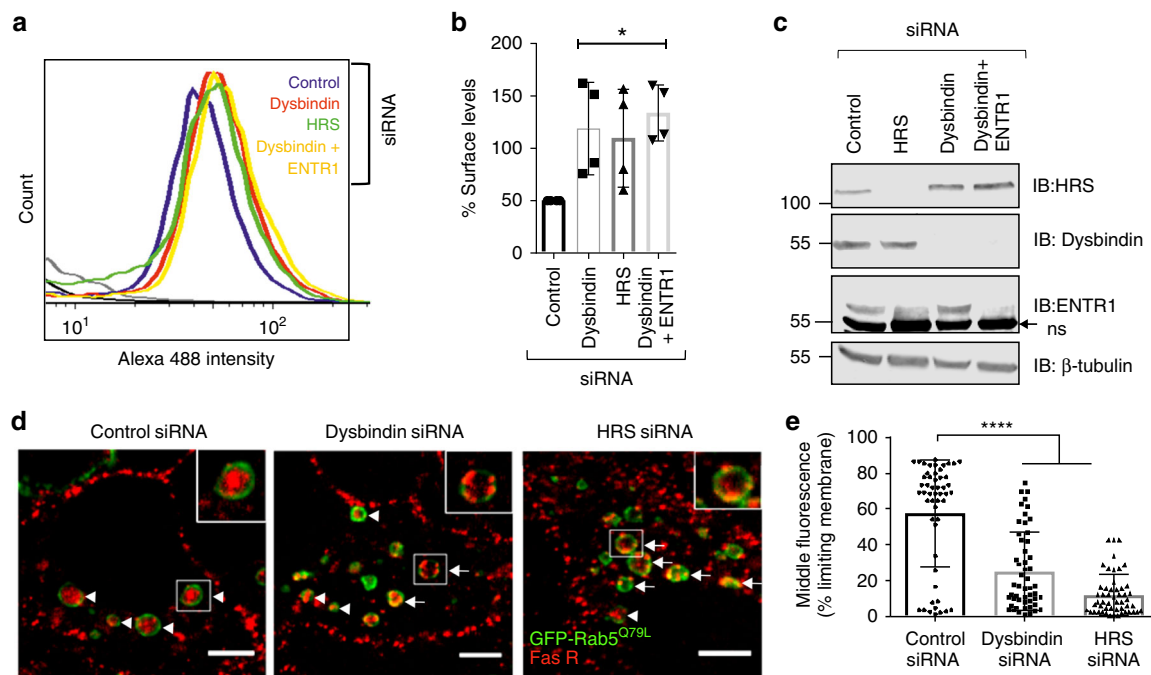 a
Control
Dysbindin
HRS
Dysbindin +
ENTR1
siRNA
Count
10¹
10²
Alexa 488 intensity
b
*
200
150
100
50
0
% Surface levels
Control
Dysbindin
HRS
Dysbindin
+ ENTR1
siRNA
c
siRNA
Control
HRS
Dysbindin
Dysbindin+
ENTR1
IB:HRS
100
55
IB: Dysbindin
IB:ENTR1
55
ns
55
IB: β-tubulin
d
Control siRNA
Dysbindin siRNA
HRS siRNA
GFP-Rab5Q79L
Fas R
e
****
100
80
60
40
20
0
Middle fluorescence
(% limiting membrane)
Control
siRNA
Dysbindin
siRNA
HRS
siRNA